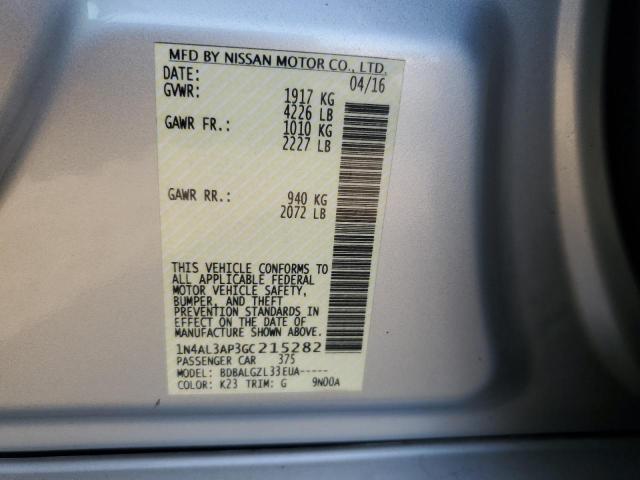 MFD BY NISSAN MOTOR CO., LTD.
DATE: 04/16
GVWR: 1917 KG
4226 LB
GAWR FR.: 1010 KG
2227 LB
GAWR RR.: 940 KG
2072 LB
THIS VEHICLE CONFORMS TO
ALL APPLICABLE FEDERAL
MOTOR VEHICLE SAFETY,
BUMPER, AND THEFT
PREVENTION STANDARDS IN
EFFECT ON THE DATE OF
MANUFACTURE SHOWN ABOVE.
1N4AL3AP3GC215282
PASSENGER CAR 375
MODEL: BDBALGZL33EUA-----
COLOR: K23 TRIM: G 9N00A